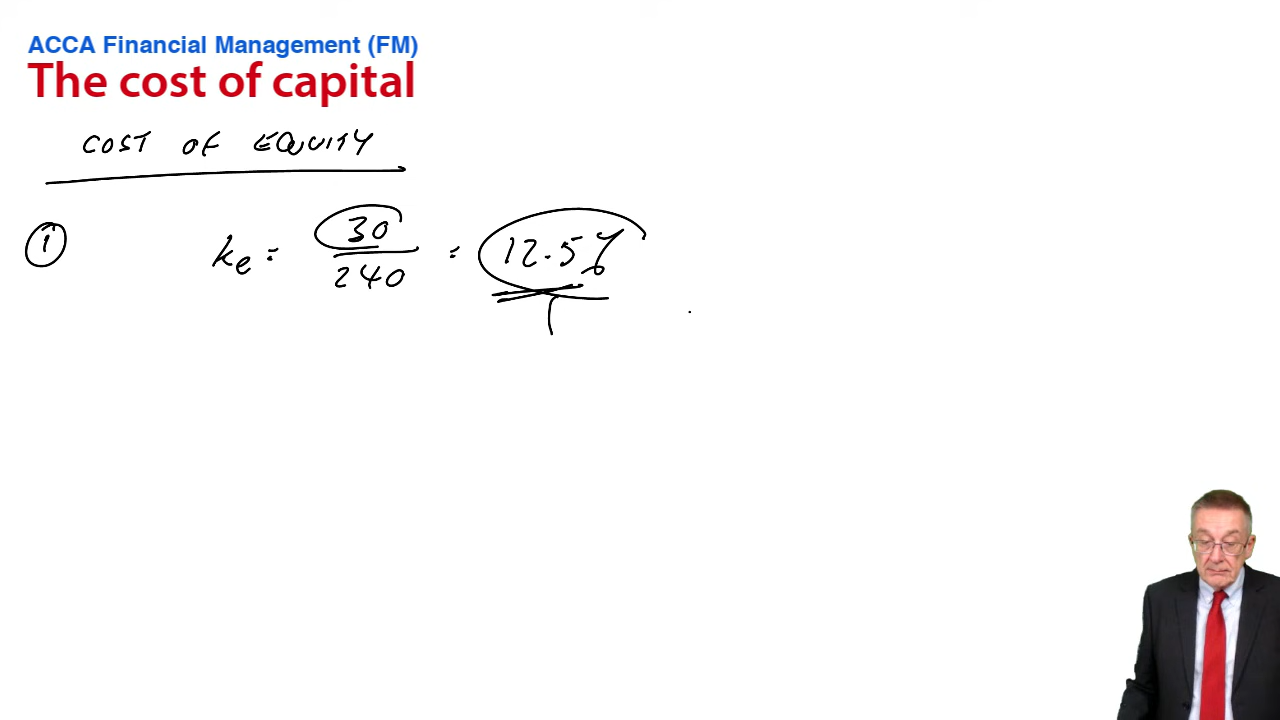 ACCA Financial Management (FM)
The cost of capital
COST OF EQUITY
1 ke = 30/240 = 12.5%